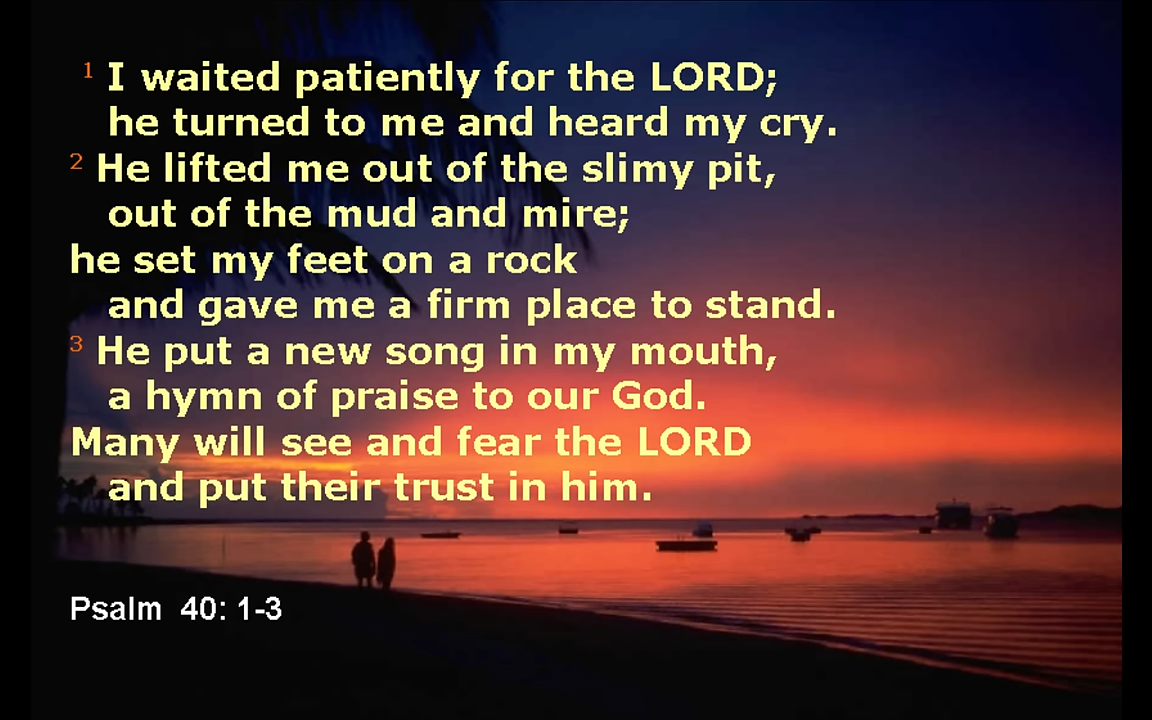 1 I waited patiently for the LORD;
he turned to me and heard my cry.
2 He lifted me out of the slimy pit,
out of the mud and mire;
he set my feet on a rock
and gave me a firm place to stand.
3 He put a new song in my mouth,
a hymn of praise to our God.
Many will see and fear the LORD
and put their trust in him.
Psalm 40: 1-3